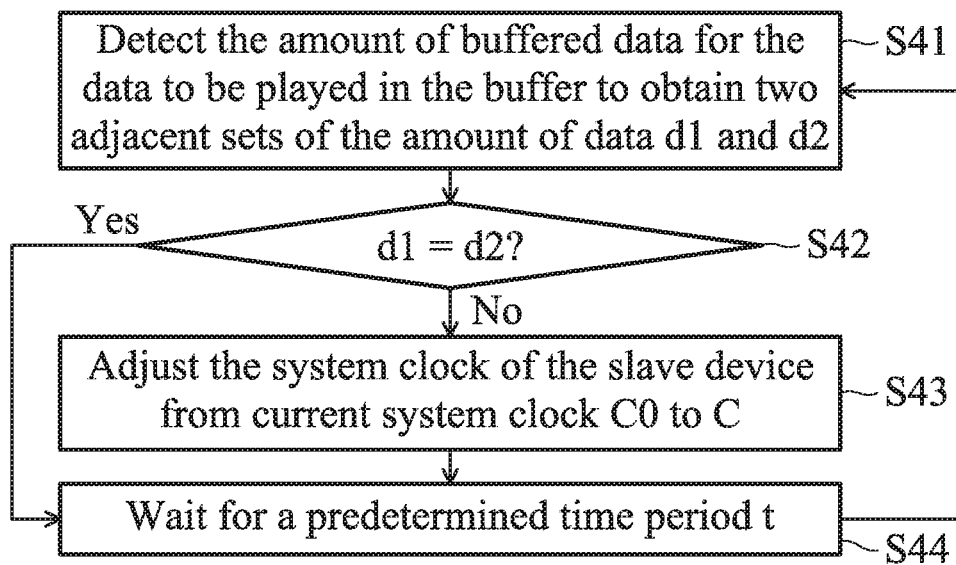 Detect the amount of buffered data for the
S41
data to be played in the buffer to obtain two
adjacent sets of the amount of data d1 and d2
Yes
d1 = d2?
S42
No
Adjust the system clock of the slave device
from current system clock C0 to C
S43
Wait for a predetermined time period t
S44